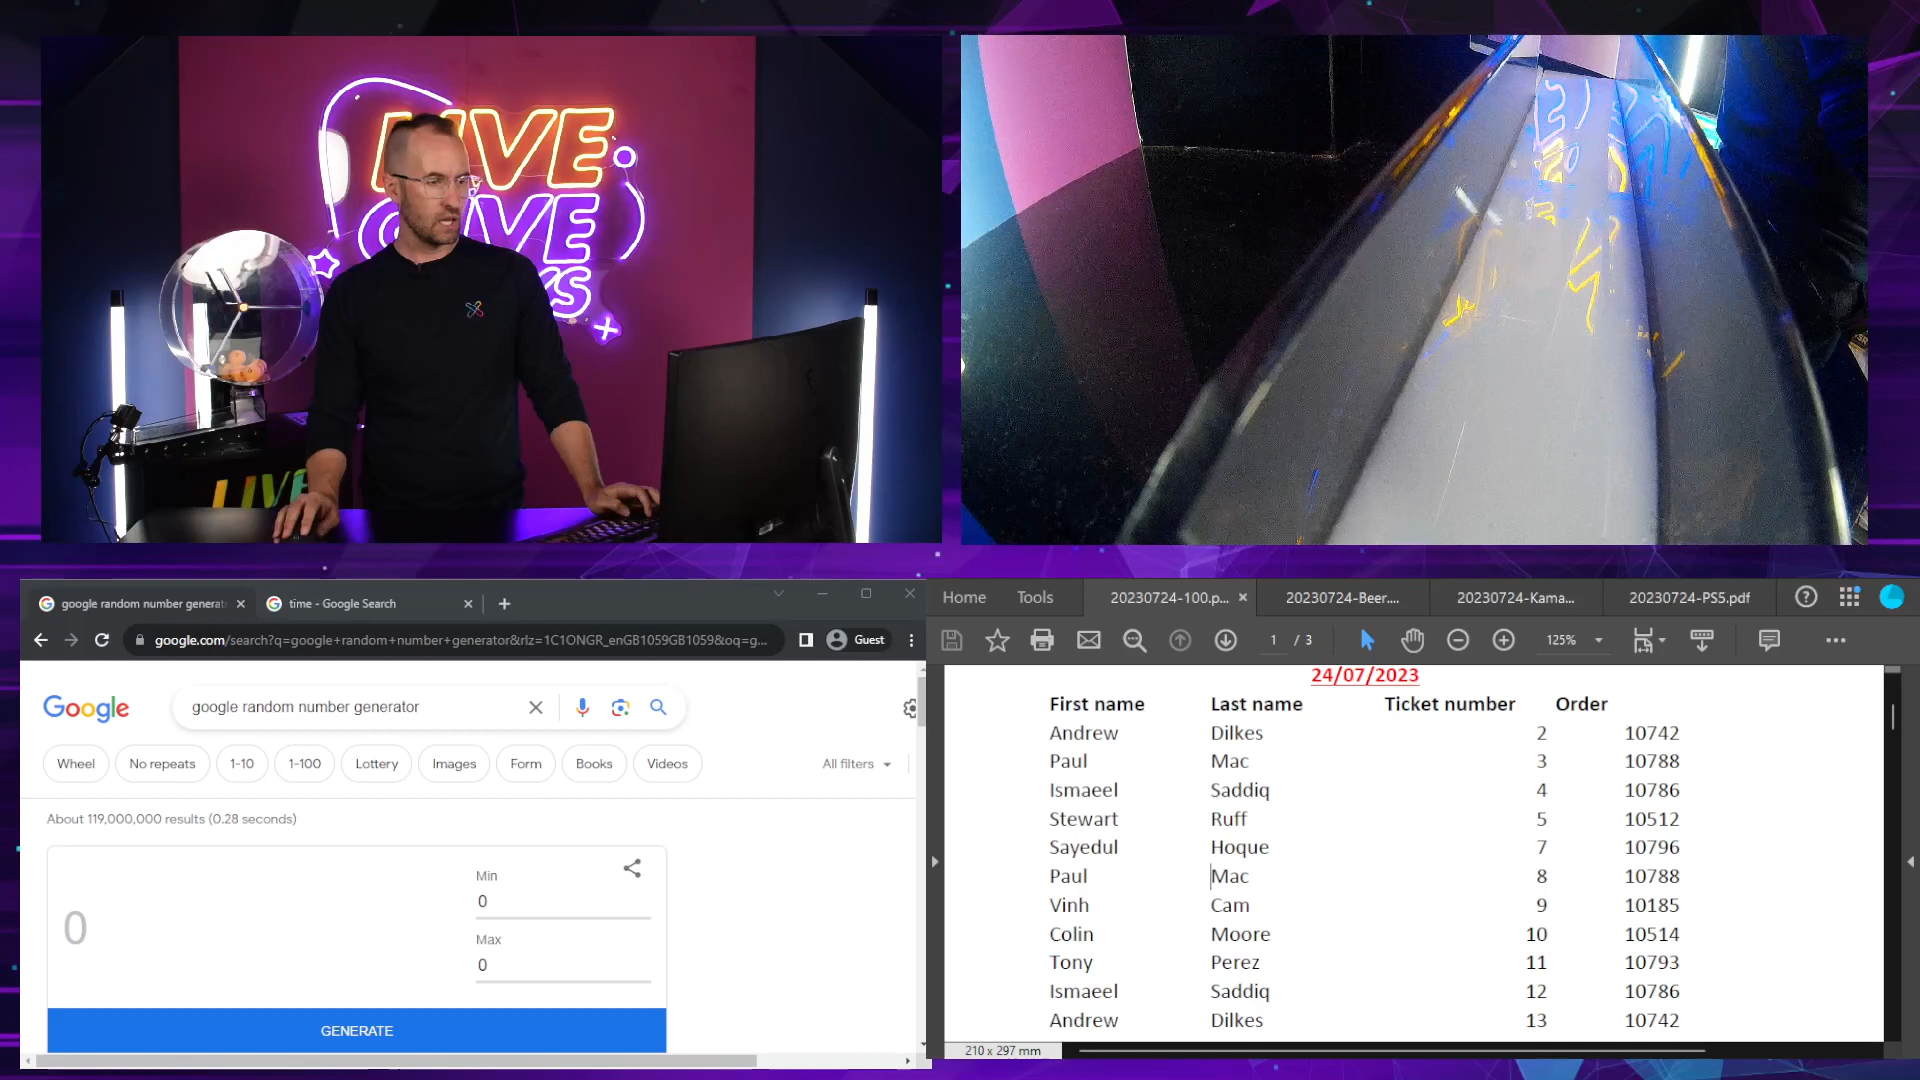 LIVE
GIVE
YS
LIVE
google random number generat
time - Google Search
google.com/search?q=google+random+number+generator&rlz=1C1ONGR_enGB1059GB1059&oq=g...
Guest
Google
google random number generator
Wheel
No repeats
1-10
1-100
Lottery
Images
Form
Books
Videos
All filters
About 119,000,000 results (0.28 seconds)
0
Min
0
Max
0
GENERATE
Home
Tools
20230724-100.p...
20230724-Beer....
20230724-Kama...
20230724-PS5.pdf
1 / 3
125%
24/07/2023
First name Last name Ticket number Order
Andrew Dilkes 2 10742
Paul Mac 3 10788
Ismaeel Saddiq 4 10786
Stewart Ruff 5 10512
Sayedul Hoque 7 10796
Paul Mac 8 10788
Vinh Cam 9 10185
Colin Moore 10 10514
Tony Perez 11 10793
Ismaeel Saddiq 12 10786
Andrew Dilkes 13 10742
210 x 297 mm